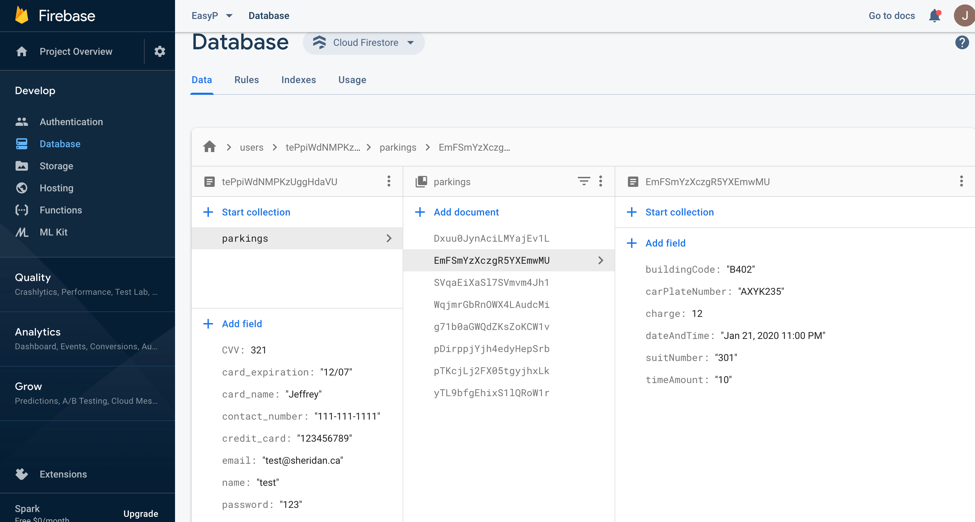 Firebase
Project Overview
Develop
Authentication
Database
Storage
Hosting
Functions
ML Kit
Quality
Crashlytics, Performance, Test Lab, ...
Analytics
Dashboard, Events, Conversions, Au...
Grow
Predictions, A/B Testing, Cloud Mes...
Extensions
Spark
Free $0/month
Upgrade
EasyP
Database
Go to docs
J
Database
Cloud Firestore
?
Data
Rules
Indexes
Usage
users
tePpiWdNMPKz...
parkings
EmFSmYzXczg...
tePpiWdNMPKzUggHdaVU
Start collection
parkings
Add field
CVV: 321
card_expiration: "12/07"
card_name: "Jeffrey"
contact_number: "111-111-1111"
credit_card: "123456789"
email: "test@sheridan.ca"
name: "test"
password: "123"
parkings
Add document
Dxuu0JynAciLMYajEv1L
EmFSmYzXczgR5YXEmwMU
SVqaEiXaSl7SVmvm4Jh1
WqjmrGbRnOWX4LAudcMi
g71b0aGWQdZKsZoKCW1v
pDirppjYjh4edyHepSrb
pTKcjLj2FX05tgyjhxLk
yTL9bfgEhixS1lQRoW1r
EmFSmYzXczgR5YXEmwMU
Start collection
Add field
buildingCode: "B402"
carPlateNumber: "AXYK235"
charge: 12
dateAndTime: "Jan 21, 2020 11:00 PM"
suitNumber: "301"
timeAmount: "10"